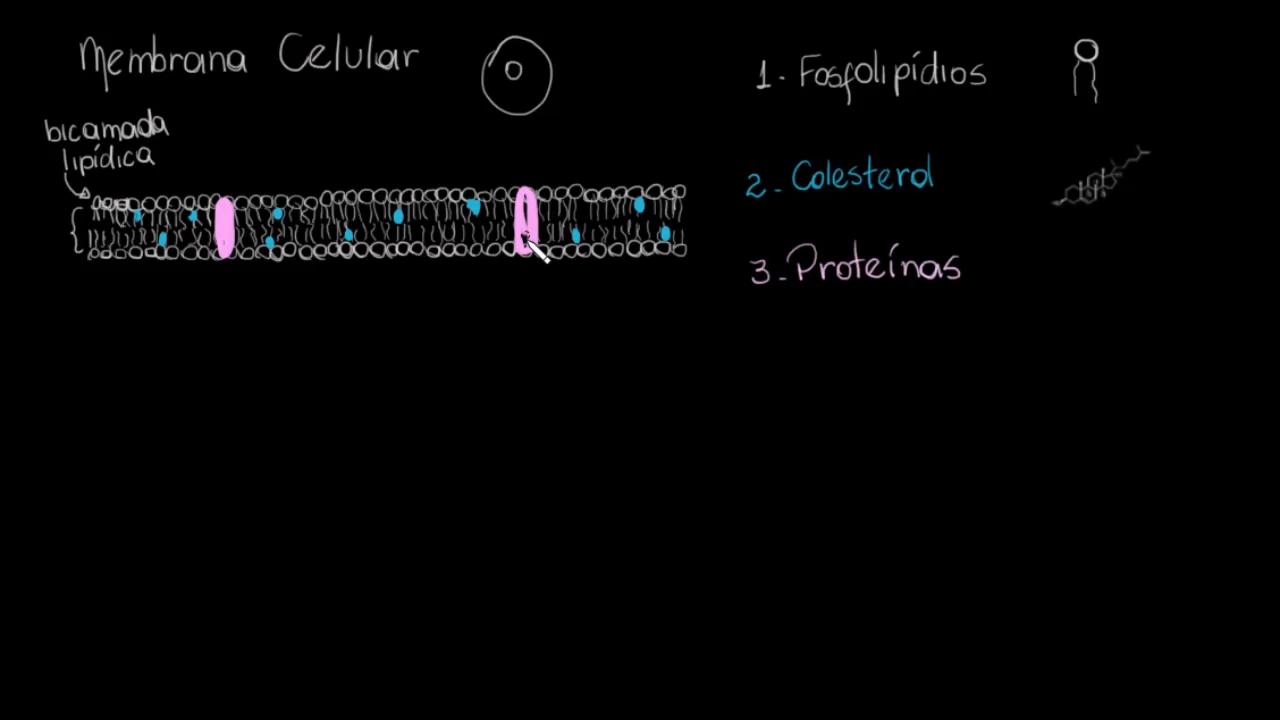 Membrana Celular
bicamada
lipídica
1. Fosfolipídios
2. Colesterol
3. Proteínas